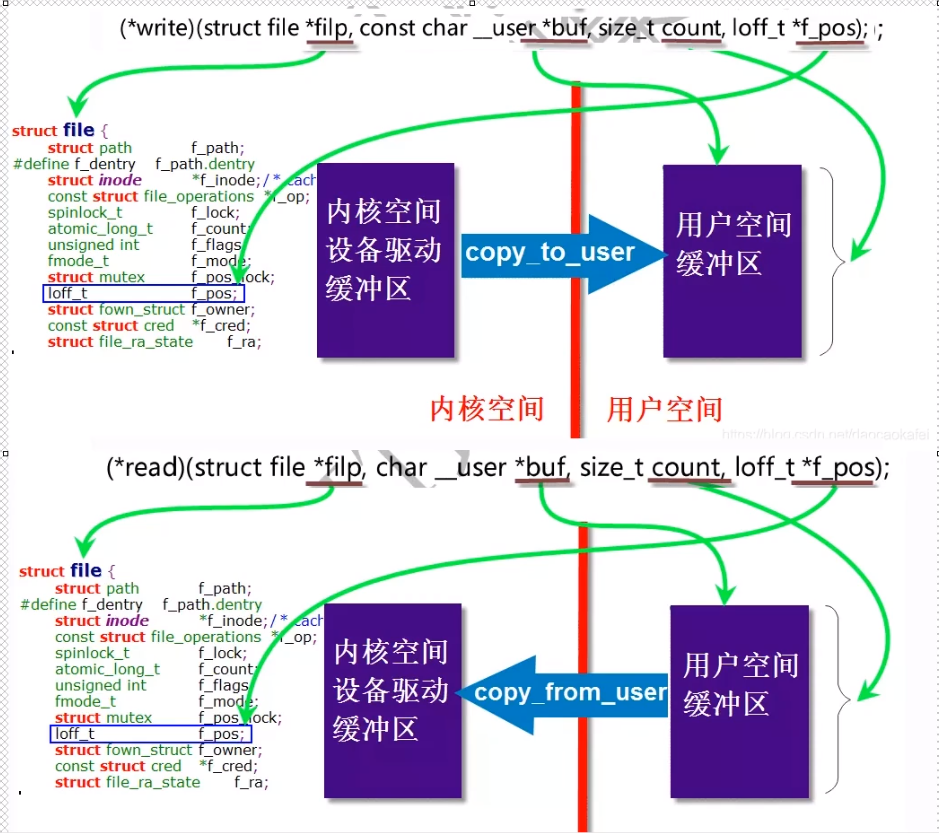 (*write)(struct file *filp, const char __user *buf, size_t count, loff_t *f_pos);
struct file {
struct path f_path;
#define f_dentry f_path.dentry
struct inode *f_inode;/* cach
const struct file_operations *f_op;
spinlock_t f_lock;
atomic_long_t f_count;
unsigned int f_flags
fmode_t f_mode;
struct mutex f_pos_lock;
loff_t f_pos;
struct fown_struct f_owner;
const struct cred *f_cred;
struct file_ra_state f_ra;
内核空间
设备驱动
缓冲区
copy_to_user
用户空间
缓冲区
内核空间
用户空间
(*read)(struct file *filp, char __user *buf, size_t count, loff_t *f_pos);
struct file {
struct path f_path;
#define f_dentry f_path.dentry
struct inode *f_inode;/* cach
const struct file_operations *f_op;
spinlock_t f_lock;
atomic_long_t f_count;
unsigned int f_flags
fmode_t f_mode;
struct mutex f_pos_lock;
loff_t f_pos;
struct fown_struct f_owner;
const struct cred *f_cred;
struct file_ra_state f_ra;
内核空间
设备驱动
缓冲区
copy_from_user
用户空间
缓冲区